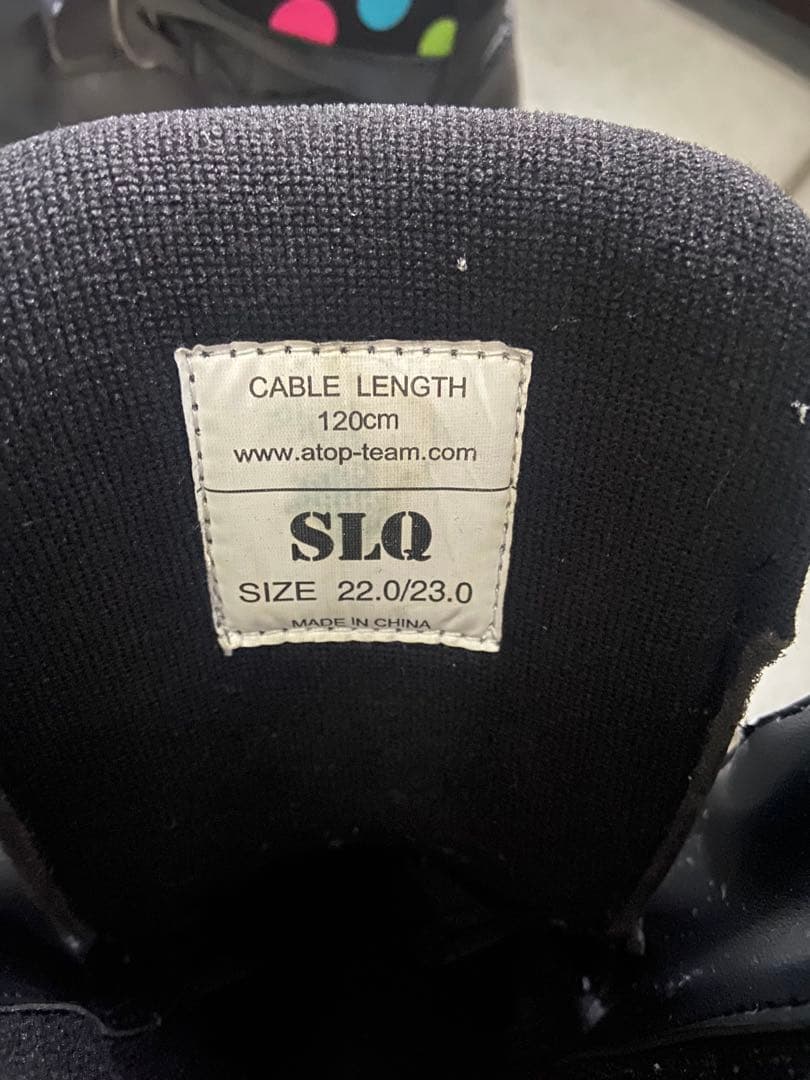 CABLE LENGTH
120cm
www.atop-team.com
SLQ
SIZE 22.0/23.0
MADE IN CHINA